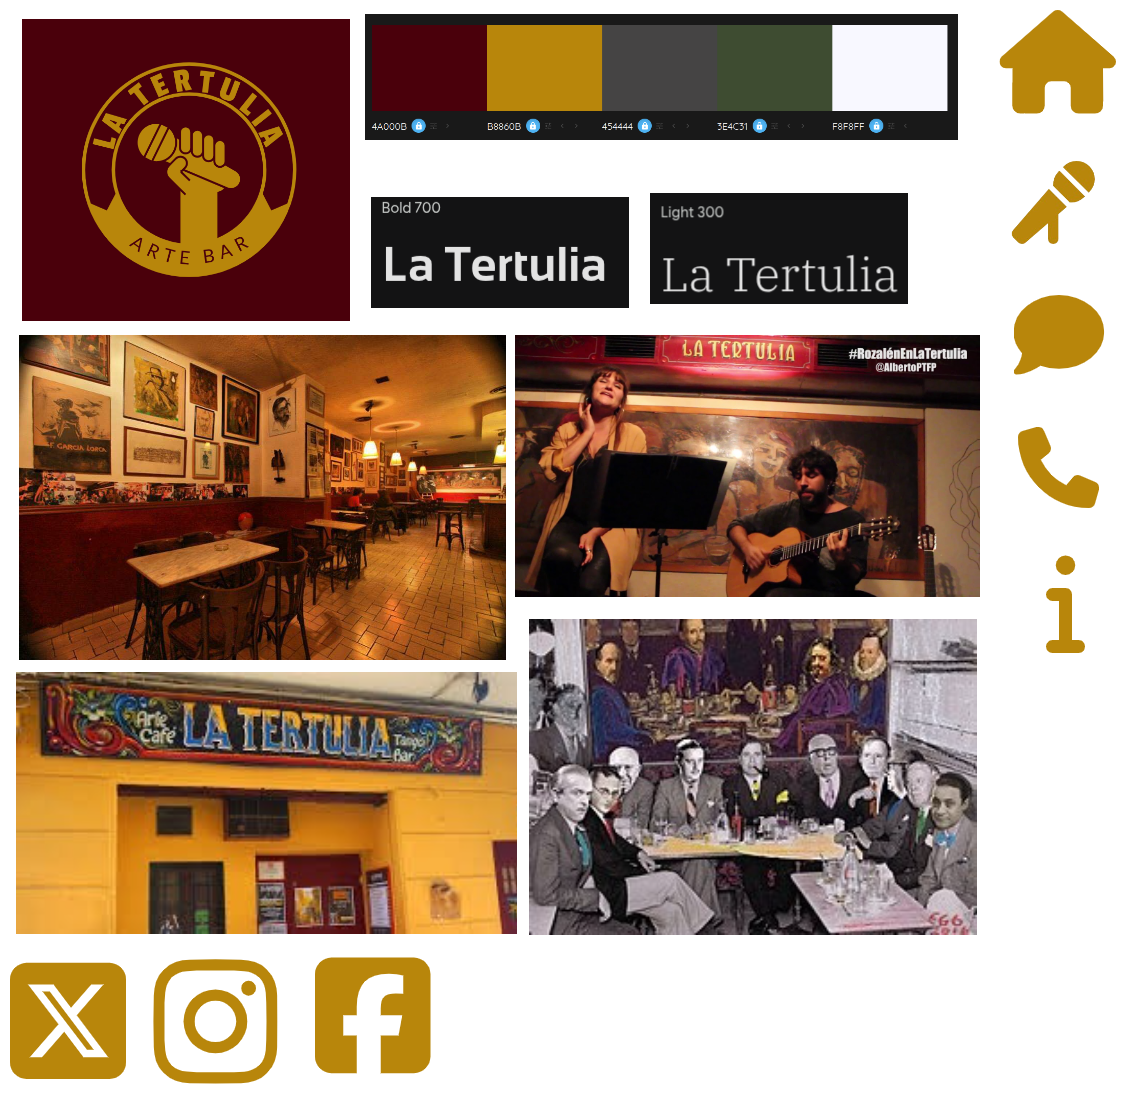 LA TERTULIA
ARTE BAR
4A000B
B8860B
454444
3E4C31
F8F8FF
Bold 700
La Tertulia
Light 300
La Tertulia
GARCIA LORCA
LA TERTULIA
#RozalénEnLaTertulia
@AlbertoPTFP
Arte
Café
LA TERTULIA
Tango
Bar
EGG